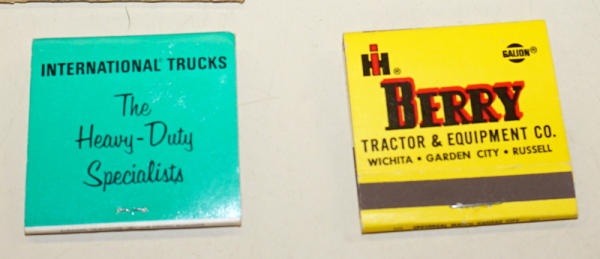 INTERNATIONAL® TRUCKS
The
Heavy-Duty
Specialists
IH® GALION®
BERRY
TRACTOR & EQUIPMENT CO.
WICHITA • GARDEN CITY • RUSSELL